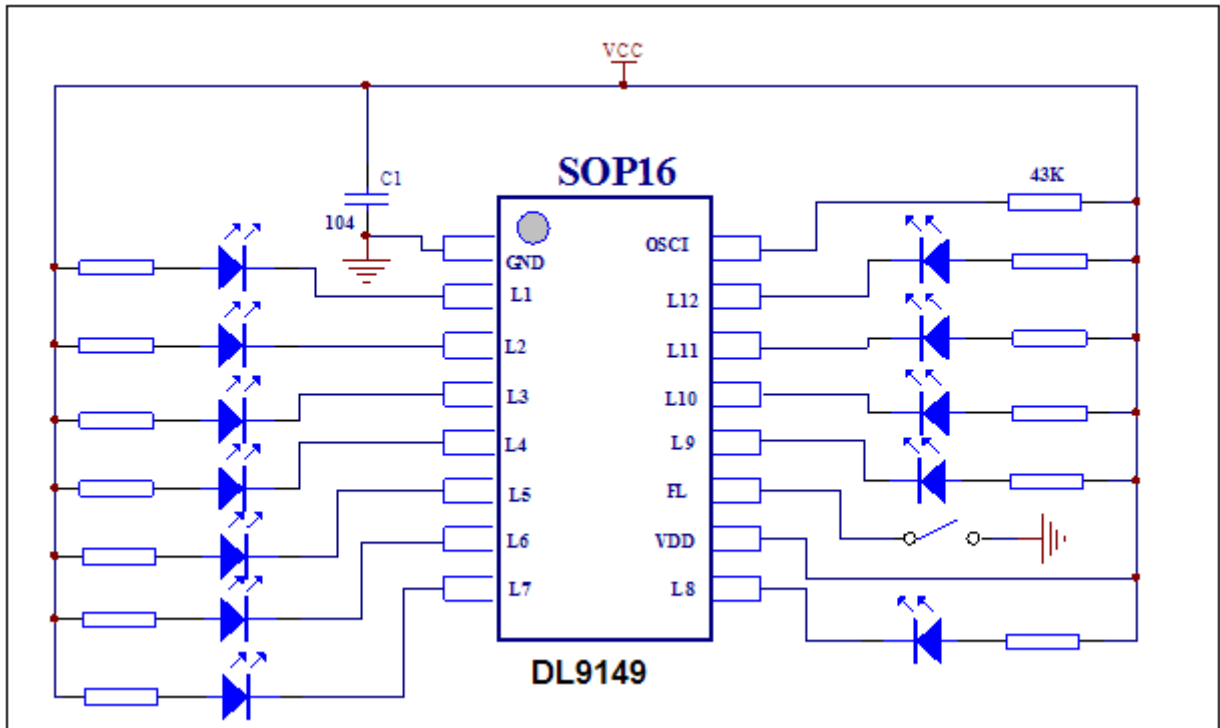 VCC
SOP16
C1
104
43K
GND
OSCI
L1
L12
L2
L11
L3
L10
L4
L9
L5
FL
L6
VDD
L7
L8
DL9149